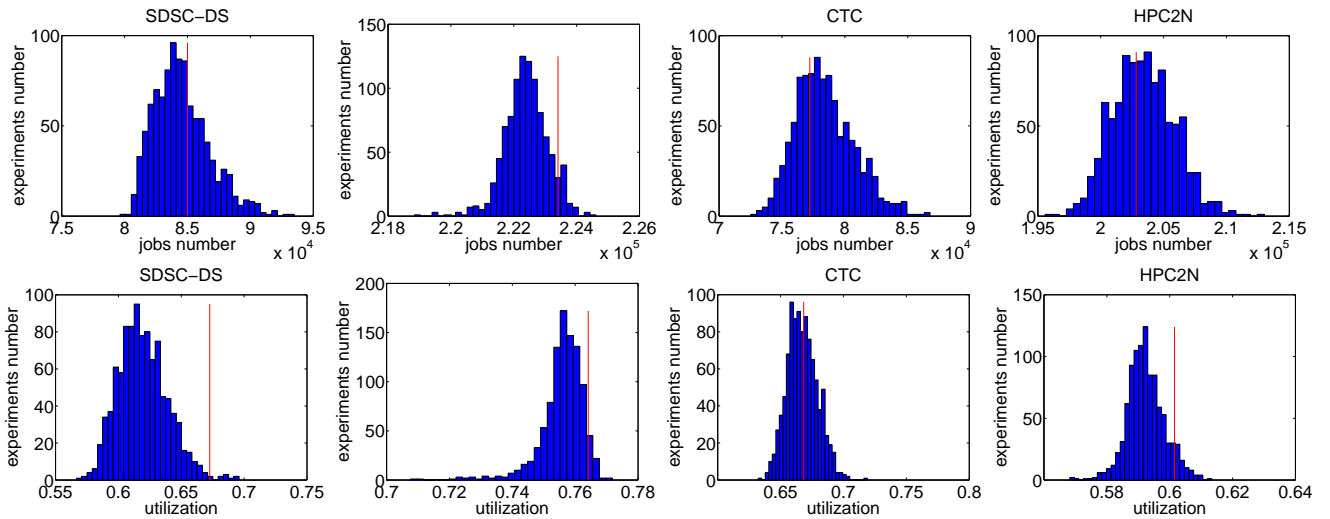 SDSC−DS
CTC
HPC2N
experiments number
100
50
0
7.5
8
8.5
9
9.5
jobs number
x 10^4
experiments number
150
100
50
0
2.18
2.2
2.22
2.24
2.26
jobs number
x 10^5
experiments number
100
50
0
7
7.5
8
8.5
9
jobs number
x 10^4
experiments number
100
50
0
1.95
2
2.05
2.1
2.15
jobs number
x 10^5
SDSC−DS
CTC
HPC2N
experiments number
100
80
60
40
20
0
0.55
0.6
0.65
0.7
0.75
utilization
experiments number
200
150
100
50
0
0.7
0.72
0.74
0.76
0.78
utilization
experiments number
100
80
60
40
20
0
0.65
0.7
0.75
0.8
utilization
experiments number
150
100
50
0
0.58
0.6
0.62
0.64
utilization